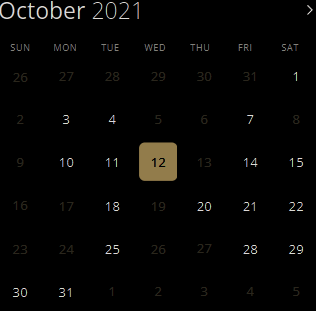 October 2021
SUN MON TUE WED THU FRI SAT
26 27 28 29 30 31 1
2 3 4 5 6 7 8
9 10 11 12 13 14 15
16 17 18 19 20 21 22
23 24 25 26 27 28 29
30 31 1 2 3 4 5